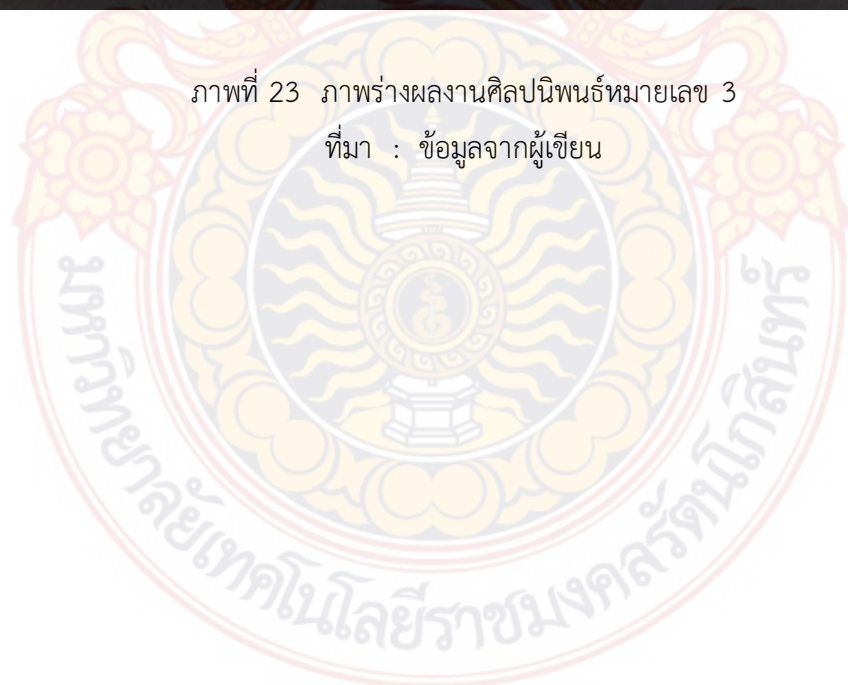 ภาพที่ 23 ภาพร่างผลงานศิลปนิพนธ์หมายเลข 3
ที่มา : ข้อมูลจากผู้เขียน
มหาวิทยาลัยเทคโนโลยีราชมงคลรัตนโกสินทร์